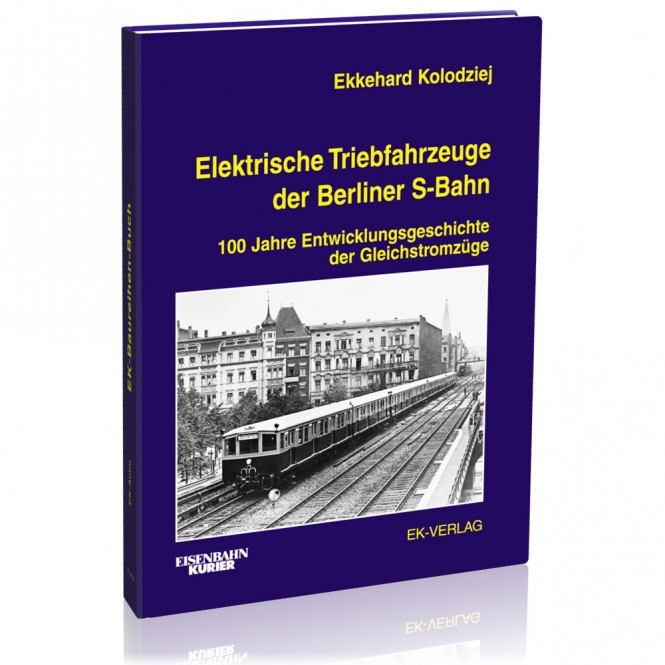 Ekkehard Kolodziej
Elektrische Triebfahrzeuge
der Berliner S-Bahn
100 Jahre Entwicklungsgeschichte
der Gleichstromzüge
EK-VERLAG
EISENBAHN
KURIER
EK-Baureihen-Buch